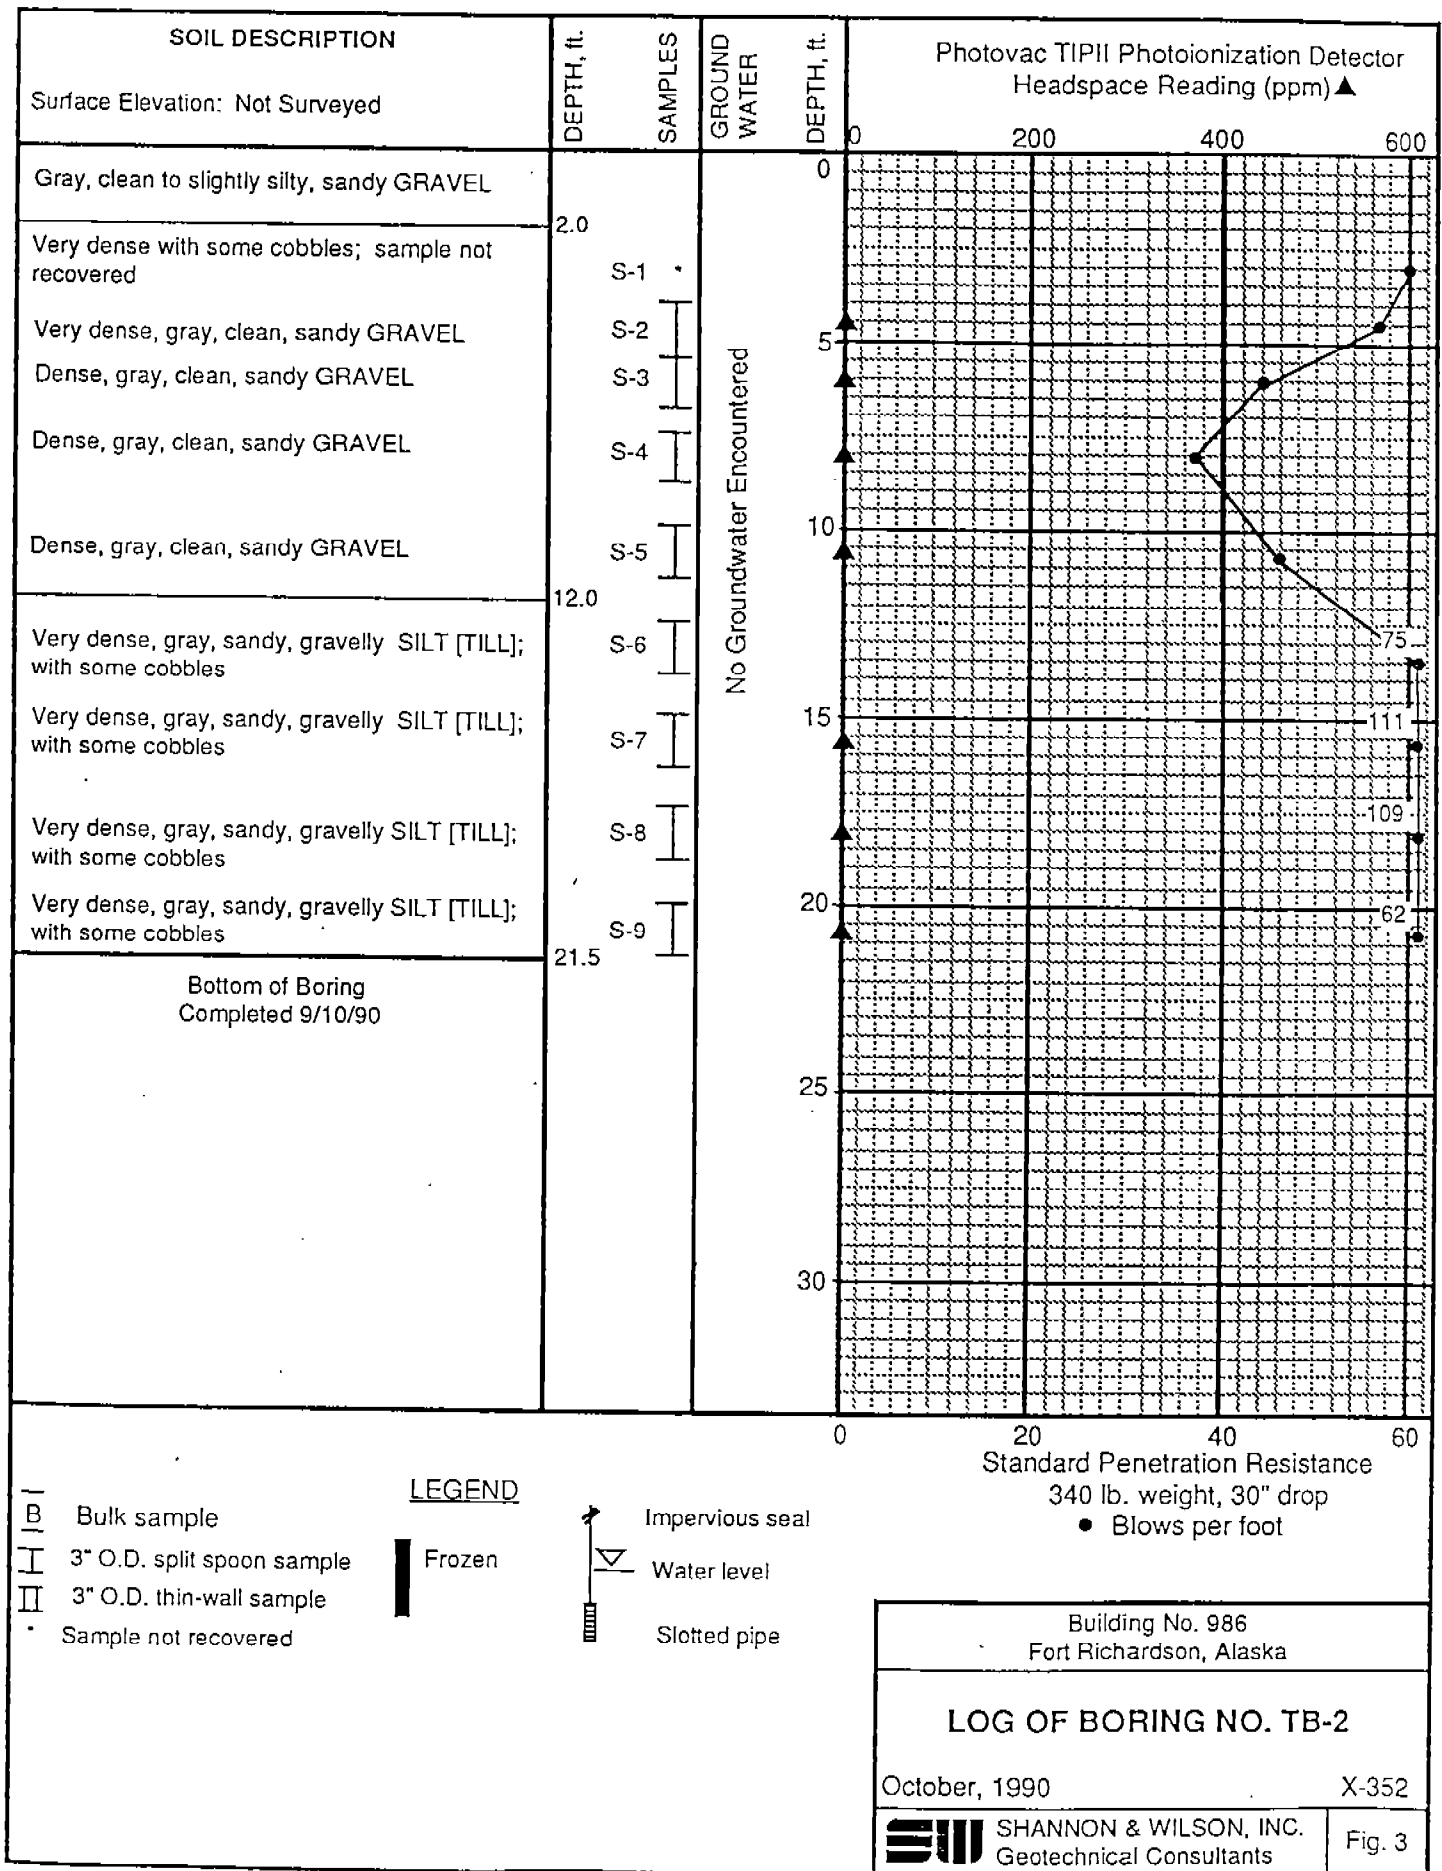 SOIL DESCRIPTION
Surface Elevation: Not Surveyed
DEPTH, ft.
SAMPLES
GROUND
WATER
DEPTH, ft.
Photovac TIPII Photoionization Detector
Headspace Reading (ppm) ▲
0 200 400 600
Gray, clean to slightly silty, sandy GRAVEL
2.0
Very dense with some cobbles; sample not
recovered
S-1
Very dense, gray, clean, sandy GRAVEL
S-2
Dense, gray, clean, sandy GRAVEL
S-3
Dense, gray, clean, sandy GRAVEL
S-4
Dense, gray, clean, sandy GRAVEL
S-5
12.0
Very dense, gray, sandy, gravelly SILT [TILL];
with some cobbles
S-6
Very dense, gray, sandy, gravelly SILT [TILL];
with some cobbles
S-7
Very dense, gray, sandy, gravelly SILT [TILL];
with some cobbles
S-8
Very dense, gray, sandy, gravelly SILT [TILL];
with some cobbles
S-9
21.5
Bottom of Boring
Completed 9/10/90
No Groundwater Encountered
0
5
10
15
20
25
30
75
111
109
62
0 20 40 60
Standard Penetration Resistance
340 lb. weight, 30" drop
● Blows per foot
LEGEND
B Bulk sample
3" O.D. split spoon sample
3" O.D. thin-wall sample
Sample not recovered
Frozen
Impervious seal
Water level
Slotted pipe
Building No. 986
Fort Richardson, Alaska
LOG OF BORING NO. TB-2
October, 1990 X-352
SW SHANNON & WILSON, INC.
Geotechnical Consultants
Fig. 3